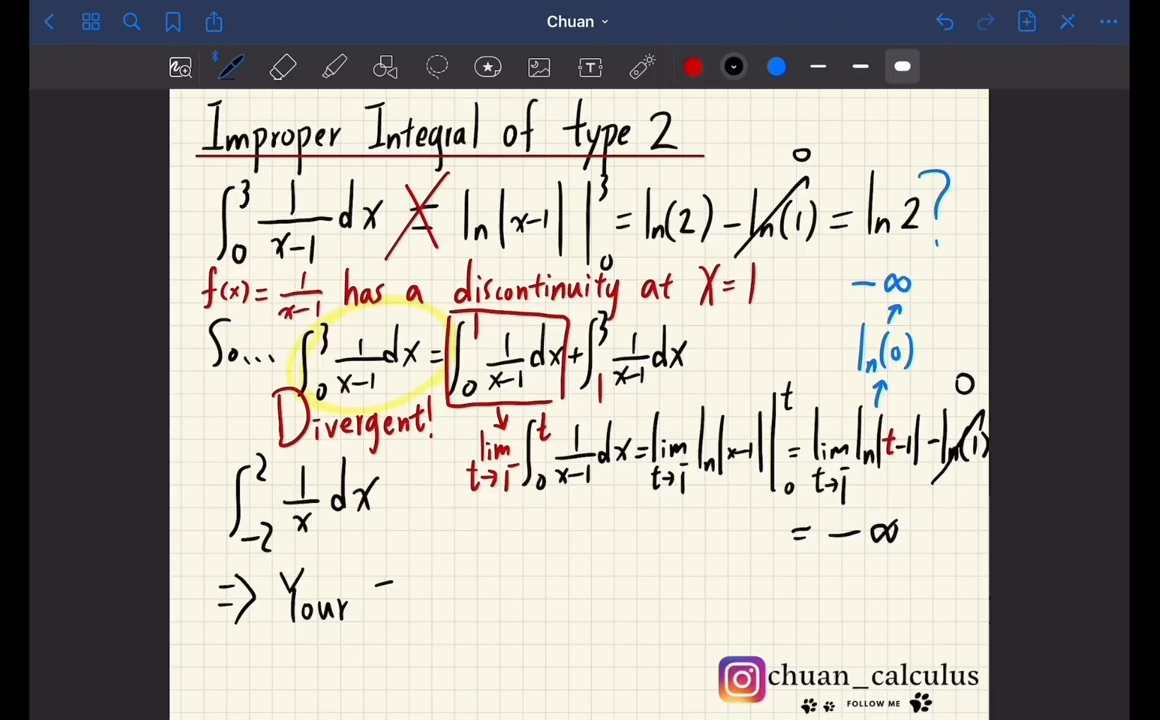 Chuan
Improper Integral of type 2
∫₀³ 1/(x-1) dx = ln|x-1| |₀³ = ln(2) - ln(1) = ln 2 ?
0
f(x) = 1/(x-1) has a discontinuity at x = 1
-∞
So... ∫₀³ 1/(x-1) dx = ∫₀¹ 1/(x-1) dx + ∫₁³ 1/(x-1) dx
ln(0)
Divergent!
lim t→1⁻ ∫₀ᵗ 1/(x-1) dx = lim t→1⁻ ln|x-1| |₀ᵗ = lim t→1⁻ ln|t-1| - ln(1)
0
= -∞
∫₋₂² 1/x dx
⇒ Your
chuan_calculus
FOLLOW ME